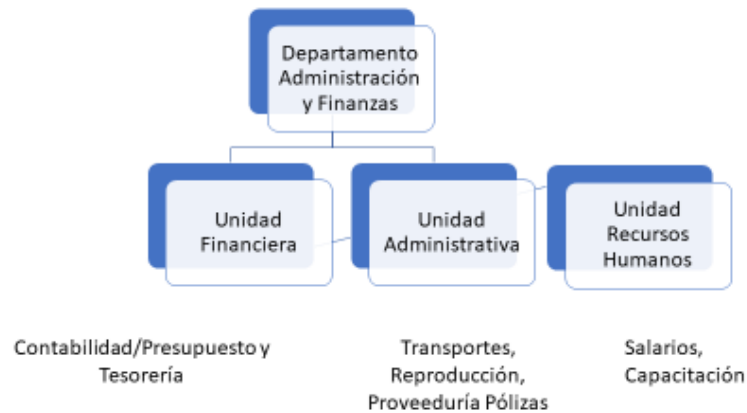 Departamento
Administración
y Finanzas
Unidad
Financiera
Unidad
Administrativa
Unidad
Recursos
Humanos
Contabilidad/Presupuesto y
Tesorería
Transportes,
Reproducción,
Proveeduría Pólizas
Salarios,
Capacitación